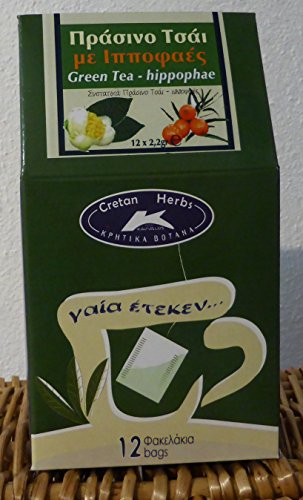 Πράσινο Τσάι
με Ιπποφαές
Green Tea - hippophae
Συστατικά: Πράσινο Τσάι -
12 x 2,2g e
Cretan Herbs
K
ΚΡΗΤΙΚΑ ΒΟΤΑΝΑ
γαία έτεκεν...
12 Φακελάκια
bags